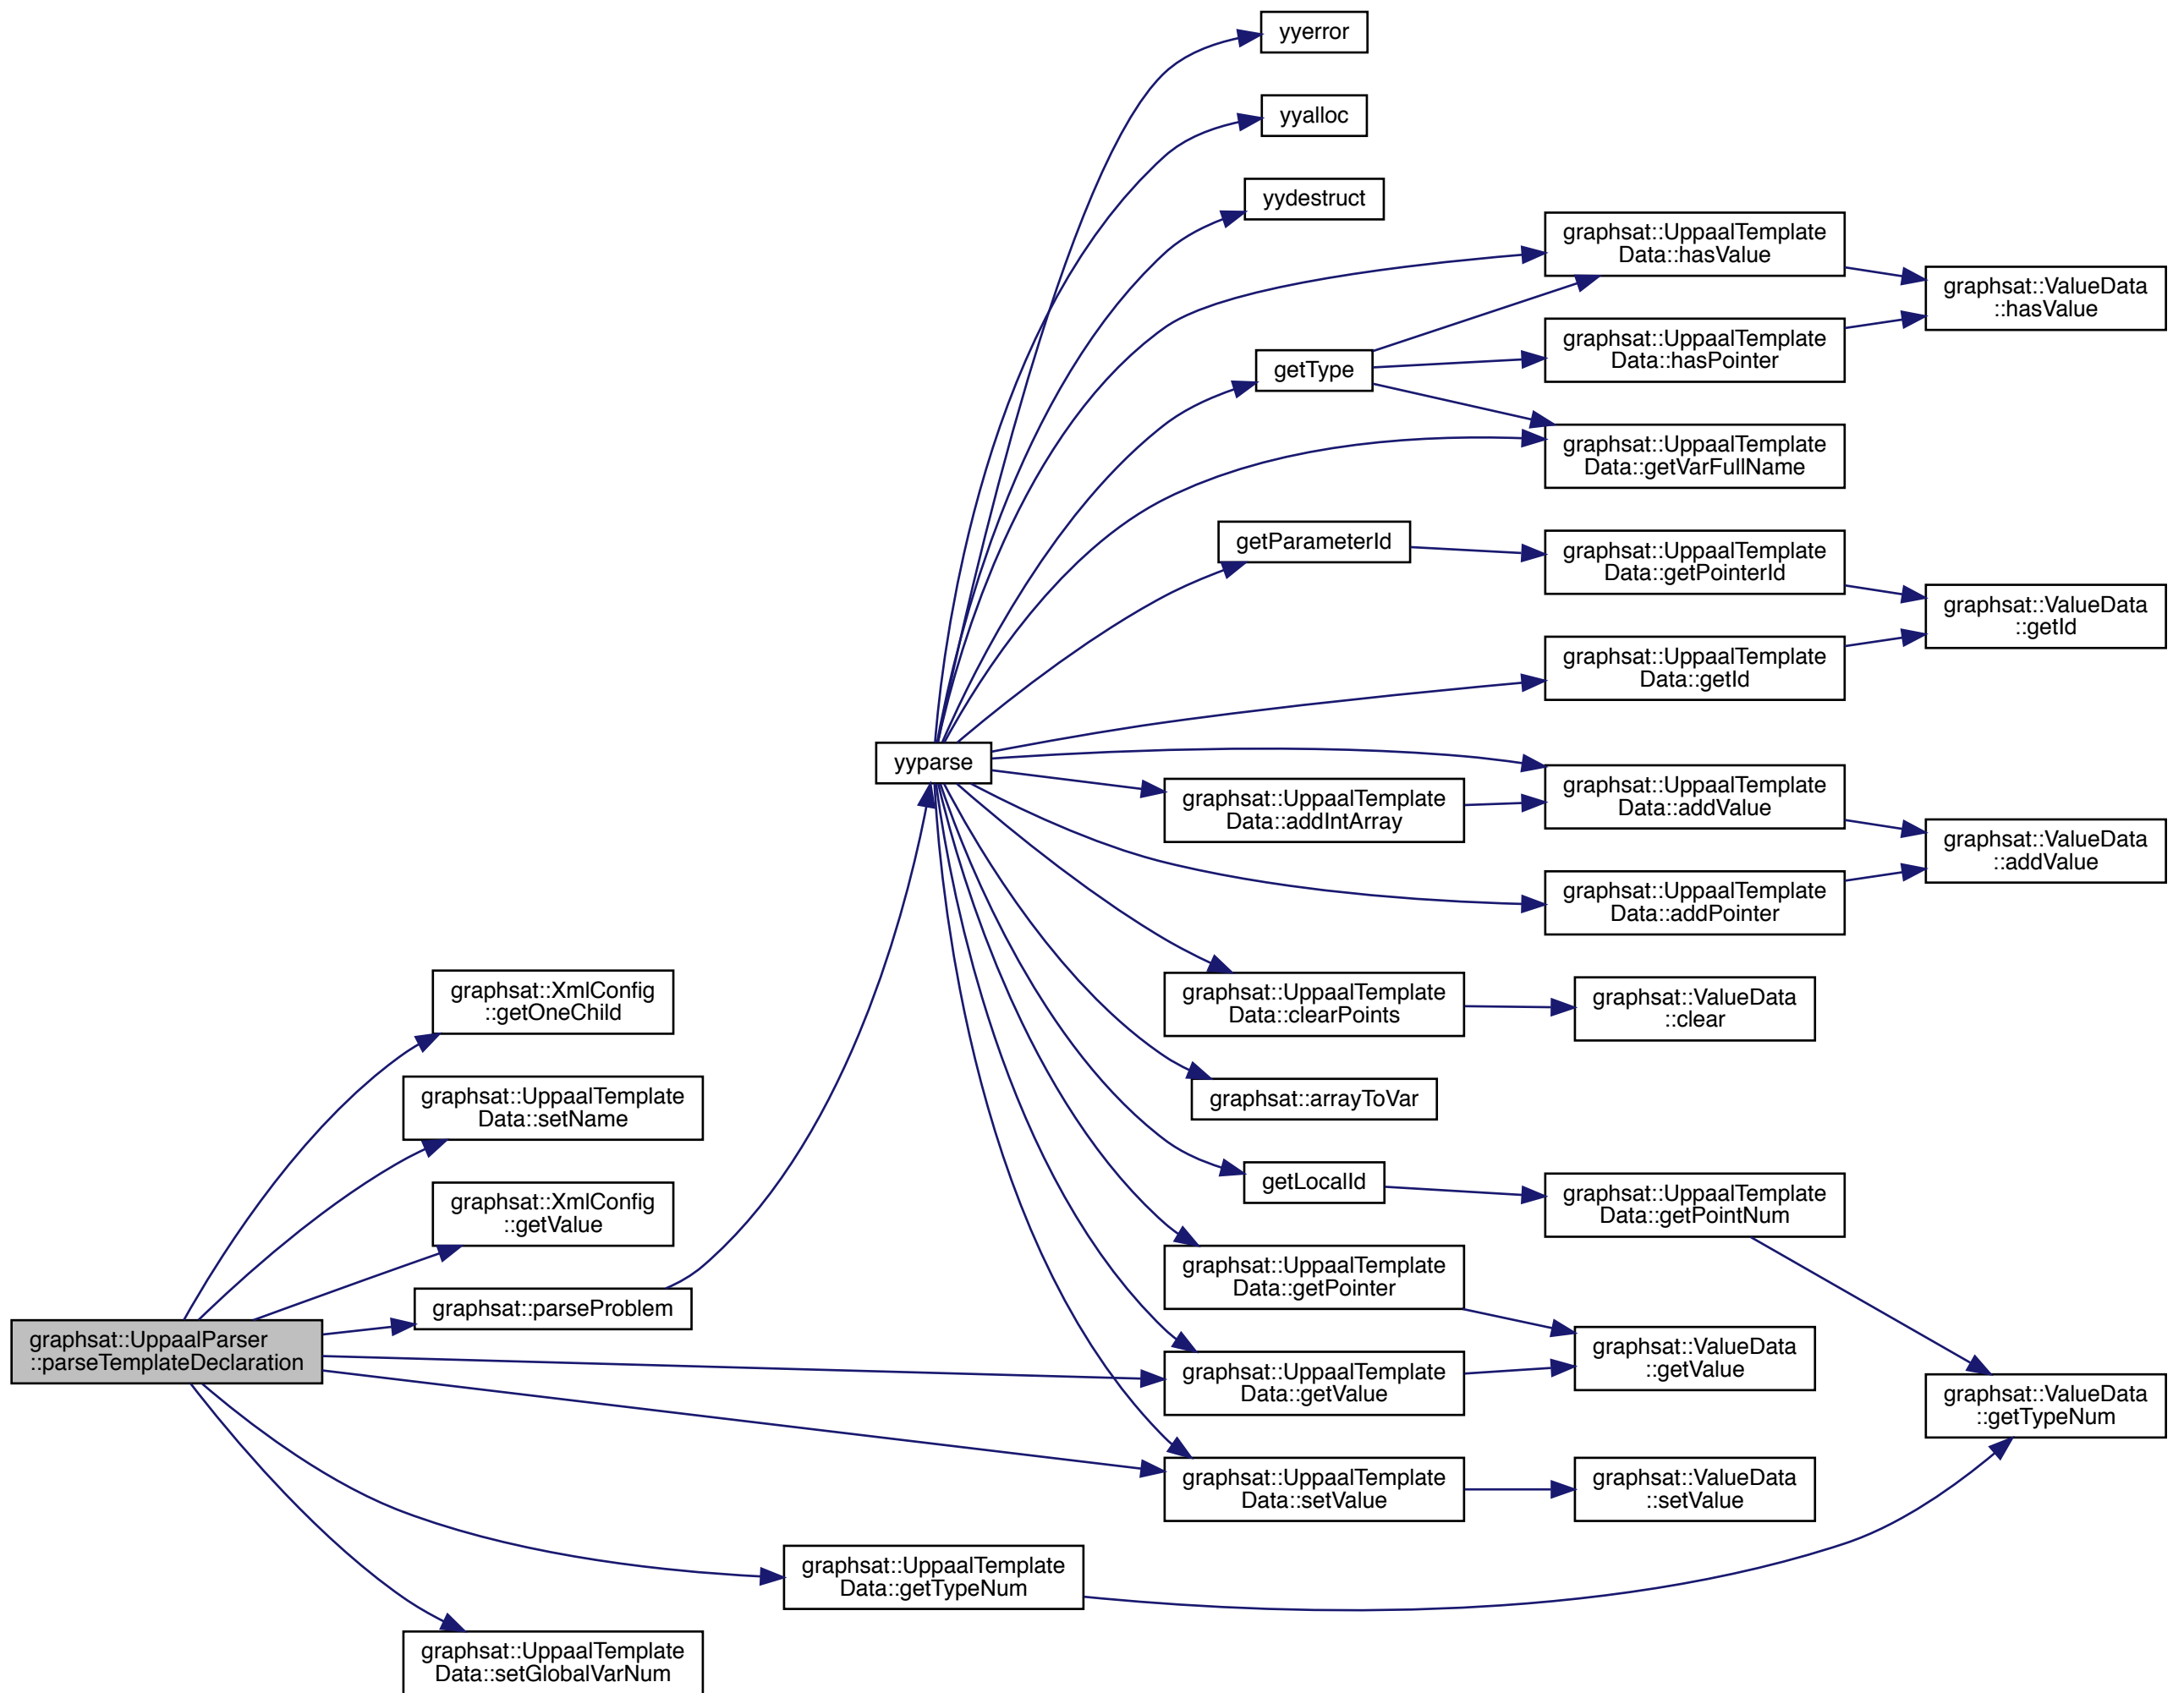 yyerror
yyalloc
yydestruct
graphsat::UppaalTemplate
Data::hasValue
graphsat::ValueData
::hasValue
graphsat::UppaalTemplate
Data::hasPointer
getType
graphsat::UppaalTemplate
Data::getVarFullName
getParameterId
graphsat::UppaalTemplate
Data::getPointerId
graphsat::ValueData
::getId
graphsat::UppaalTemplate
Data::getId
yyparse
graphsat::UppaalTemplate
Data::addValue
graphsat::UppaalTemplate
Data::addIntArray
graphsat::ValueData
::addValue
graphsat::UppaalTemplate
Data::addPointer
graphsat::XmlConfig
::getOneChild
graphsat::UppaalTemplate
Data::clearPoints
graphsat::ValueData
::clear
graphsat::UppaalTemplate
Data::setName
graphsat::arrayToVar
getLocalId
graphsat::XmlConfig
::getValue
graphsat::UppaalTemplate
Data::getPointNum
graphsat::UppaalTemplate
Data::getPointer
graphsat::parseProblem
graphsat::UppaalParser
::parseTemplateDeclaration
graphsat::ValueData
::getValue
graphsat::UppaalTemplate
Data::getValue
graphsat::ValueData
::getTypeNum
graphsat::UppaalTemplate
Data::setValue
graphsat::ValueData
::setValue
graphsat::UppaalTemplate
Data::getTypeNum
graphsat::UppaalTemplate
Data::setGlobalVarNum